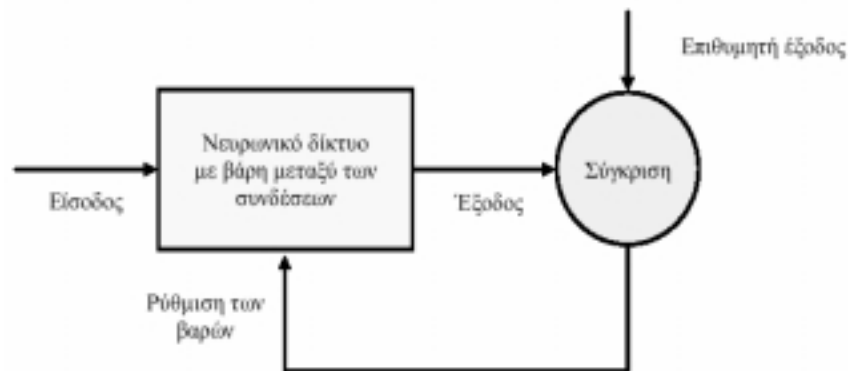 Επιθυμητή έξοδος
Νευρωνικό δίκτυο
με βάρη μεταξύ των
συνδέσεων
Σύγκριση
Είσοδος
Έξοδος
Ρύθμιση των
βαρών